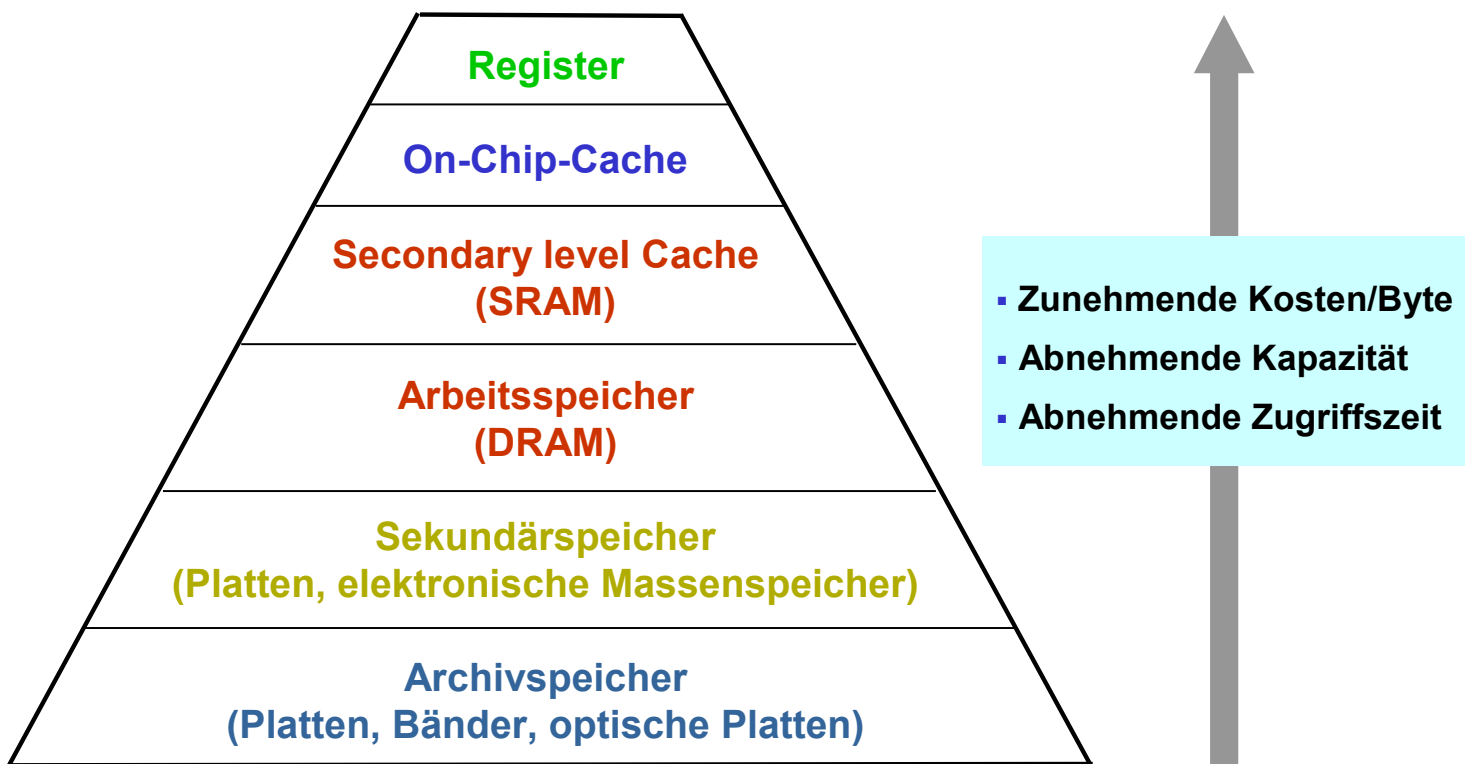 Register
On-Chip-Cache
Secondary level Cache
(SRAM)
Arbeitsspeicher
(DRAM)
Sekundärspeicher
(Platten, elektronische Massenspeicher)
Archivspeicher
(Platten, Bänder, optische Platten)
▪ Zunehmende Kosten/Byte
▪ Abnehmende Kapazität
▪ Abnehmende Zugriffszeit